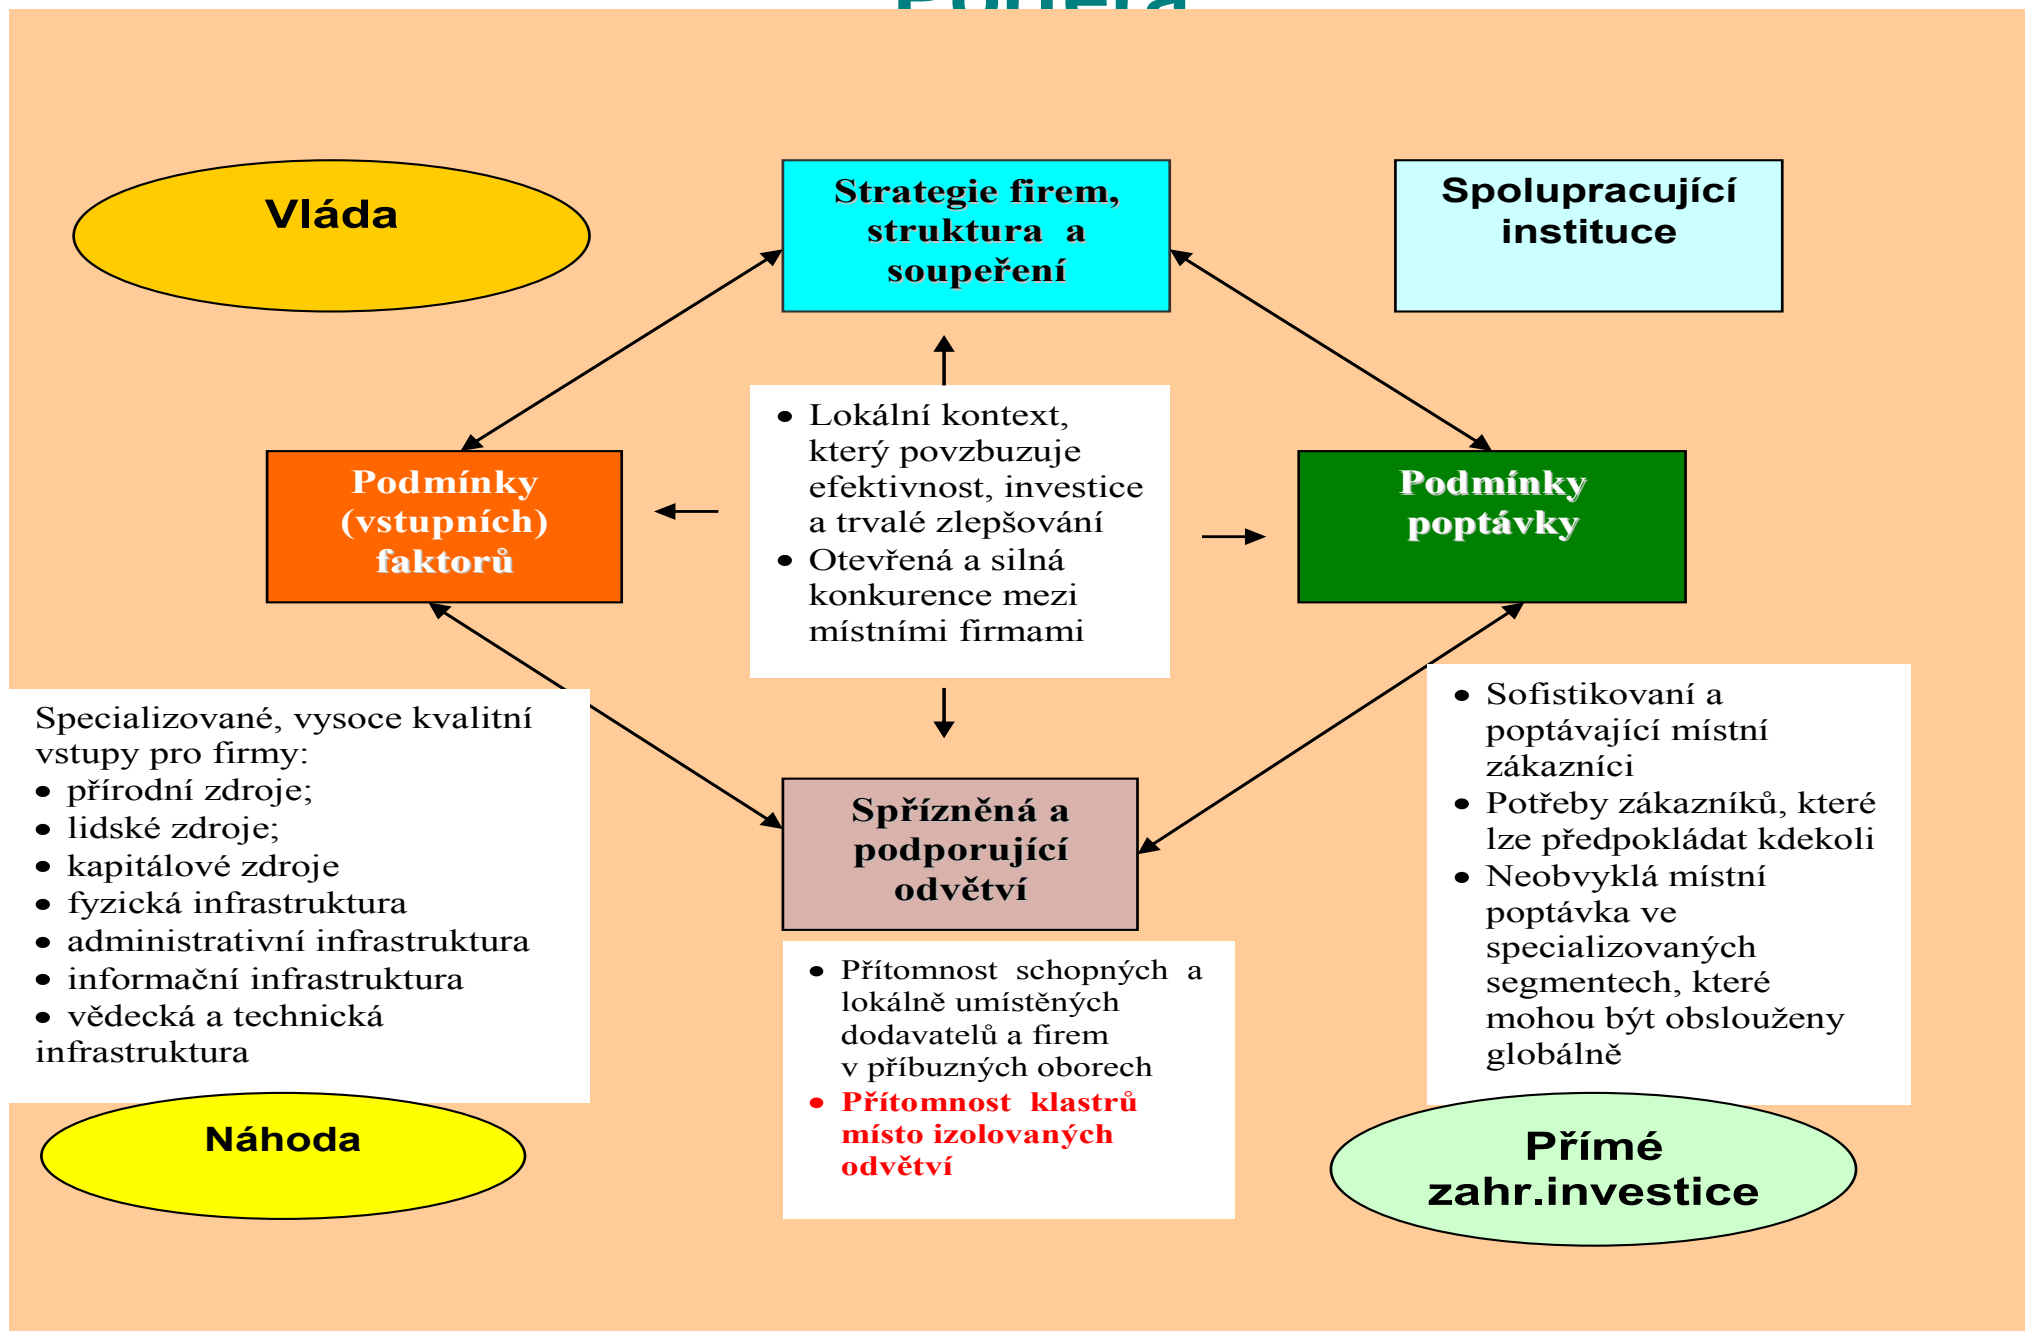 Portera
Vláda
Strategie firem,
struktura a
soupeření
Spolupracující
instituce
Podmínky
(vstupních)
faktorů
• Lokální kontext,
který povzbuzuje
efektivnost, investice
a trvalé zlepšování
• Otevřená a silná
konkurence mezi
místními firmami
Podmínky
poptávky
Specializované, vysoce kvalitní
vstupy pro firmy:
• přírodní zdroje;
• lidské zdroje;
• kapitálové zdroje
• fyzická infrastruktura
• administrativní infrastruktura
• informační infrastruktura
• vědecká a technická
infrastruktura
Spřízněná a
podporující
odvětví
• Přítomnost schopných a
lokálně umístěných
dodavatelů a firem
v příbuzných oborech
• Přítomnost klastrů
místo izolovaných
odvětví
• Sofistikovaní a
poptávající místní
zákazníci
• Potřeby zákazníků, které
lze předpokládat kdekoli
• Neobvyklá místní
poptávka ve
specializovaných
segmentech, které
mohou být obslouženy
globálně
Náhoda
Přímé
zahr.investice